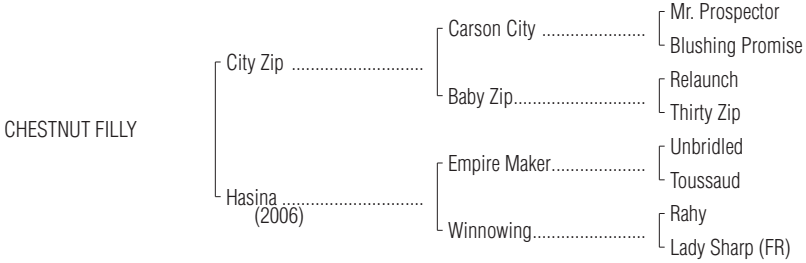 Mr. Prospector
Carson City ......................
Blushing Promise
City Zip ............................
Relaunch
Baby Zip............................
Thirty Zip
CHESTNUT FILLY
Unbridled
Empire Maker....................
Toussaud
Hasina ..............................
(2006)
Rahy
Winnowing........................
Lady Sharp (FR)